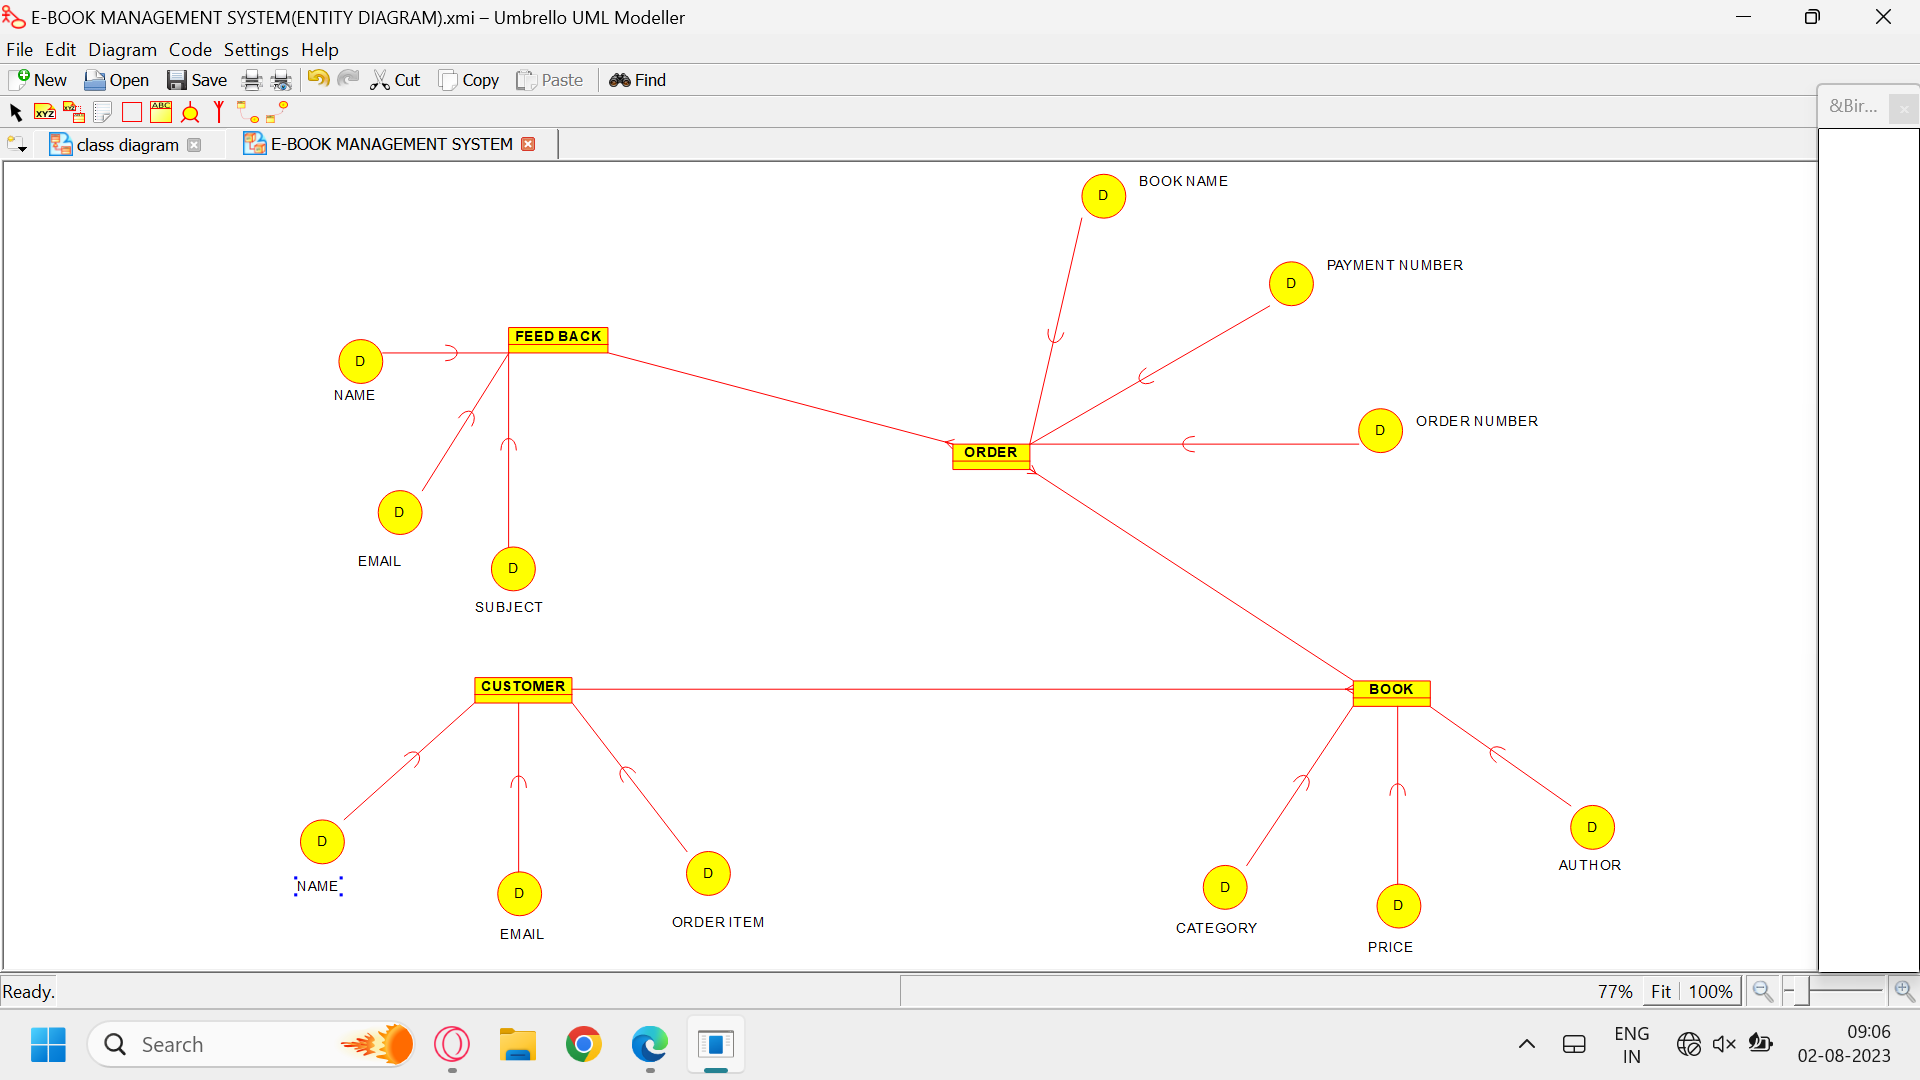 E-BOOK MANAGEMENT SYSTEM(ENTITY DIAGRAM).xmi – Umbrello UML Modeller
File Edit Diagram Code Settings Help
New Open Save Cut Copy Paste Find
XYZ XYZ ABC
&Bir...
class diagram E-BOOK MANAGEMENT SYSTEM
D BOOK NAME
D PAYMENT NUMBER
FEED BACK
D
NAME
D ORDER NUMBER
ORDER
D
EMAIL
D
SUBJECT
CUSTOMER
BOOK
D
NAME
D
EMAIL
D
ORDER ITEM
D
CATEGORY
D
PRICE
D
AUTHOR
Ready.
77% Fit 100%
Search
ENG
IN
09:06
02-08-2023